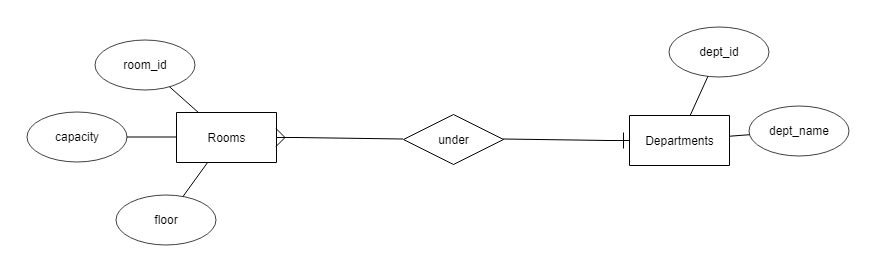 dept_id
room_id
dept_name
capacity
Rooms
under
Departments
floor